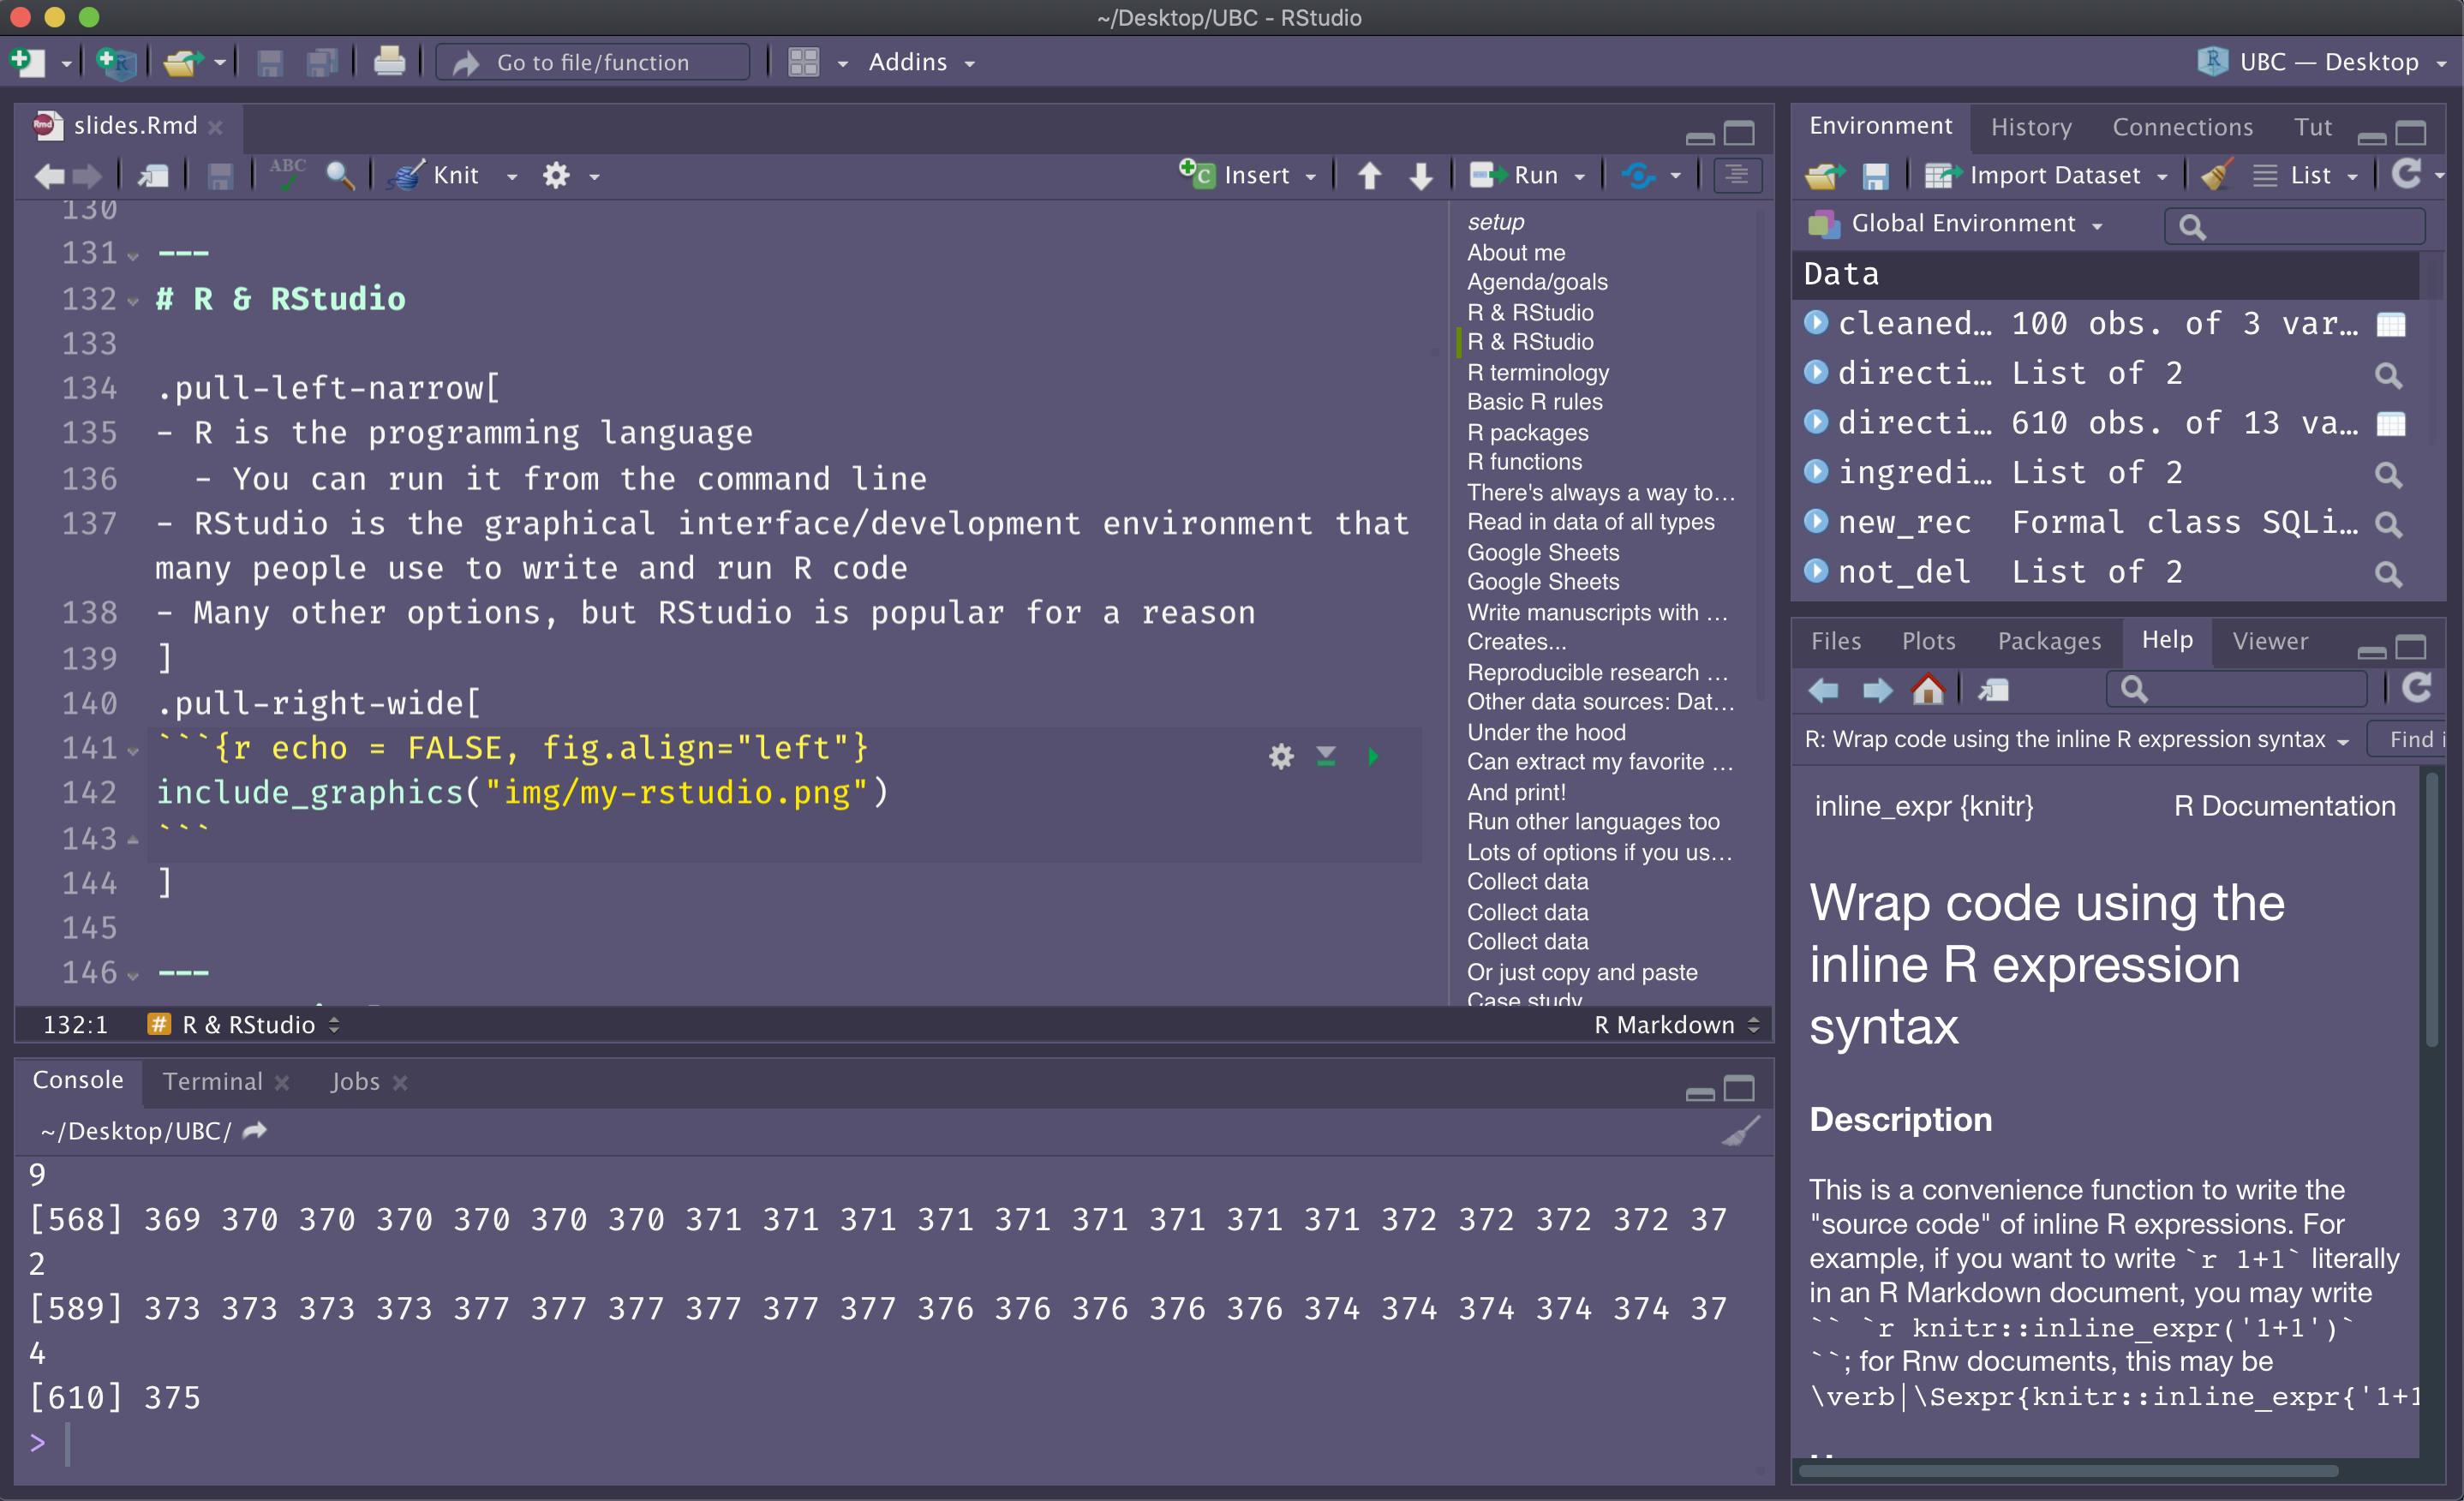 ~/Desktop/UBC - RStudio
Go to file/function
Addins
UBC — Desktop
slides.Rmd
ABC
Knit
Insert
Run
130
131 ---
132 # R & RStudio
133
134 .pull-left-narrow[
135 - R is the programming language
136   - You can run it from the command line
137 - RStudio is the graphical interface/development environment that
many people use to write and run R code
138 - Many other options, but RStudio is popular for a reason
139 ]
140 .pull-right-wide[
141 ```{r echo = FALSE, fig.align="left"}
142 include_graphics("img/my-rstudio.png")
143 ```
144 ]
145
146 ---
setup
About me
Agenda/goals
R & RStudio
R & RStudio
R terminology
Basic R rules
R packages
R functions
There's always a way to...
Read in data of all types
Google Sheets
Google Sheets
Write manuscripts with ...
Creates...
Reproducible research ...
Other data sources: Dat...
Under the hood
Can extract my favorite ...
And print!
Run other languages too
Lots of options if you us...
Collect data
Collect data
Collect data
Or just copy and paste
Case study
132:1 # R & RStudio
R Markdown
Console Terminal Jobs
~/Desktop/UBC/
9
[568] 369 370 370 370 370 370 370 371 371 371 371 371 371 371 371 371 372 372 372 372 37
2
[589] 373 373 373 373 377 377 377 377 377 377 376 376 376 376 376 374 374 374 374 374 37
4
[610] 375
>
Environment History Connections Tut
Import Dataset List
Global Environment
Data
cleaned… 100 obs. of 3 var…
directi… List of 2
directi… 610 obs. of 13 va…
ingredi… List of 2
new_rec Formal class SQLi…
not_del List of 2
Files Plots Packages Help Viewer
R: Wrap code using the inline R expression syntax
Find i
inline_expr {knitr} R Documentation
Wrap code using the
inline R expression
syntax
Description
This is a convenience function to write the
"source code" of inline R expressions. For
example, if you want to write `r 1+1` literally
in an R Markdown document, you may write
`` `r knitr::inline_expr('1+1')`
``; for Rnw documents, this may be
\verb|\Sexpr{knitr::inline_expr{'1+1